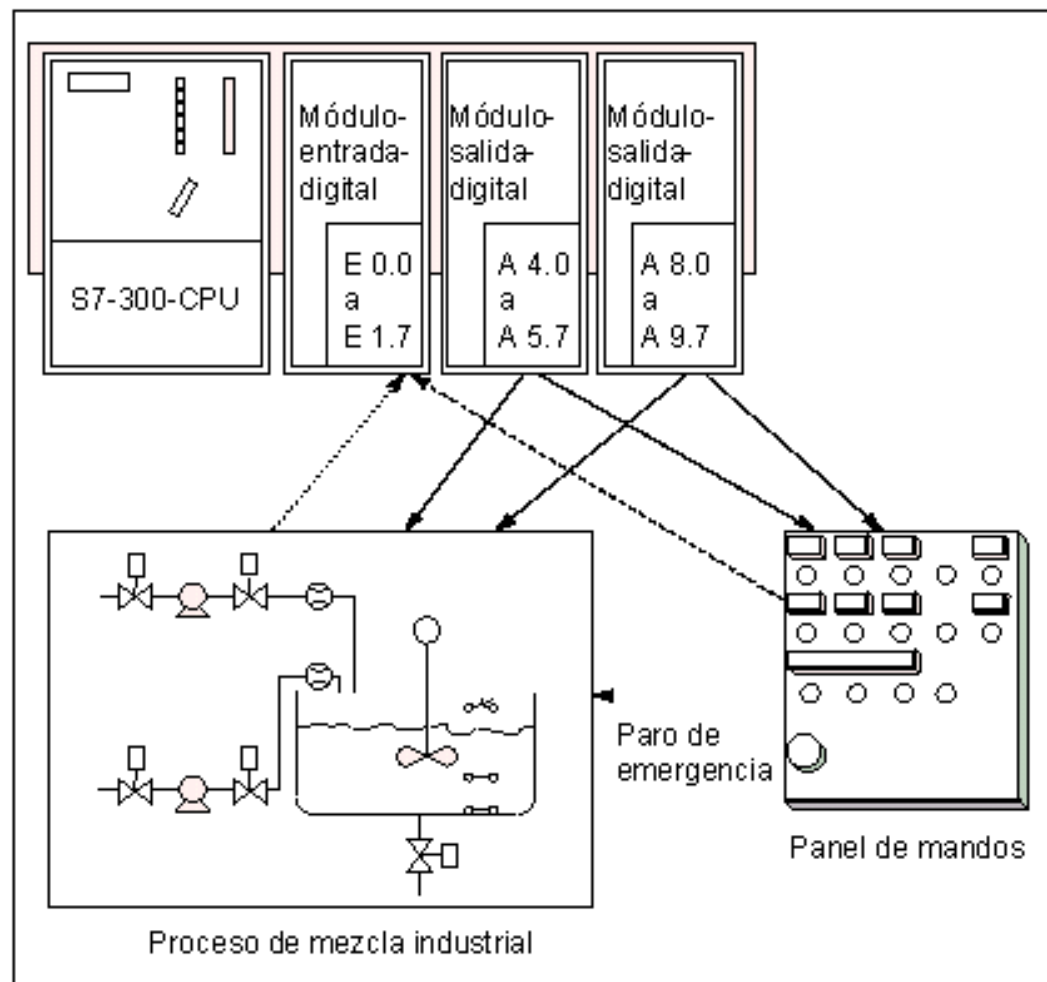 S7-300-CPU
Módulo-
entrada-
digital
E 0.0
a
E 1.7
Módulo-
salida-
digital
A 4.0
a
A 5.7
Módulo-
salida-
digital
A 8.0
a
A 9.7
Paro de
emergencia
Panel de mandos
Proceso de mezcla industrial